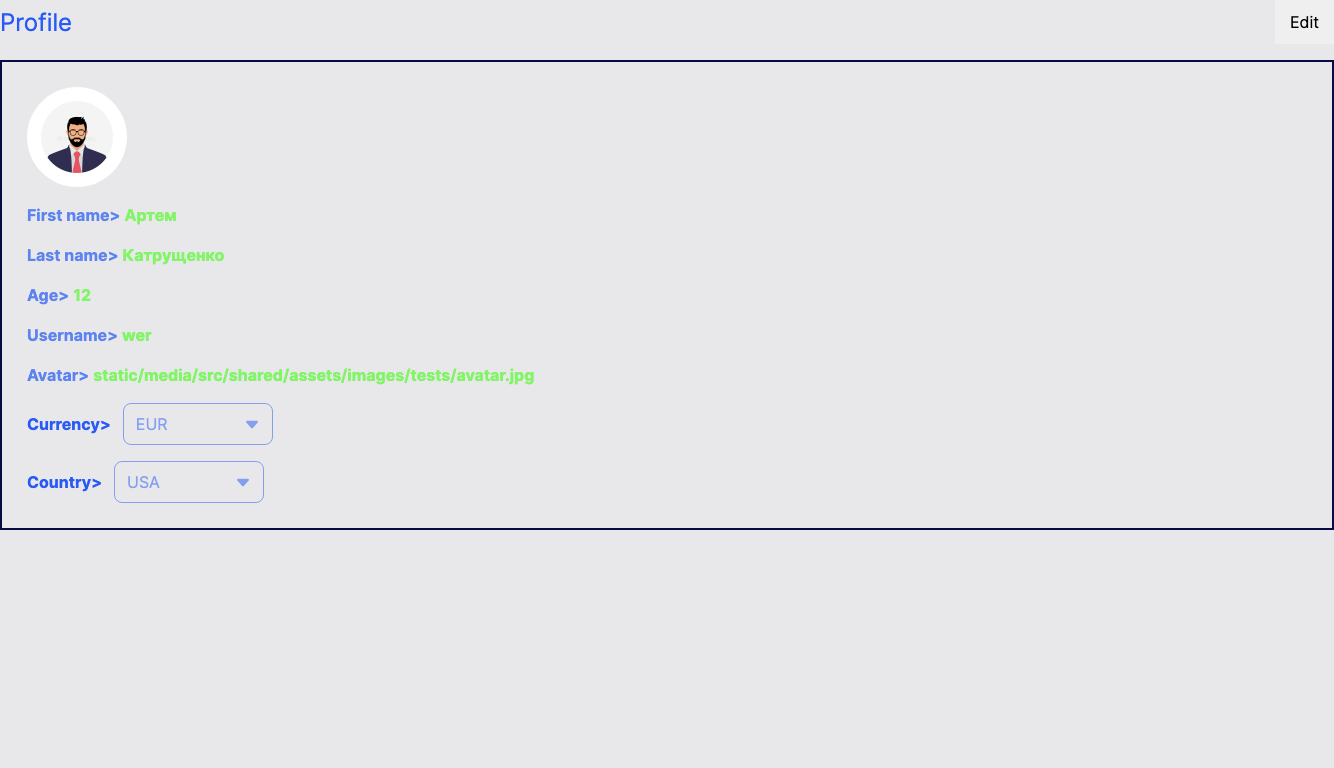 Profile
Edit
First name> Артем
Last name> Катрущенко
Age> 12
Username> wer
Avatar> static/media/src/shared/assets/images/tests/avatar.jpg
Currency> EUR
Country> USA